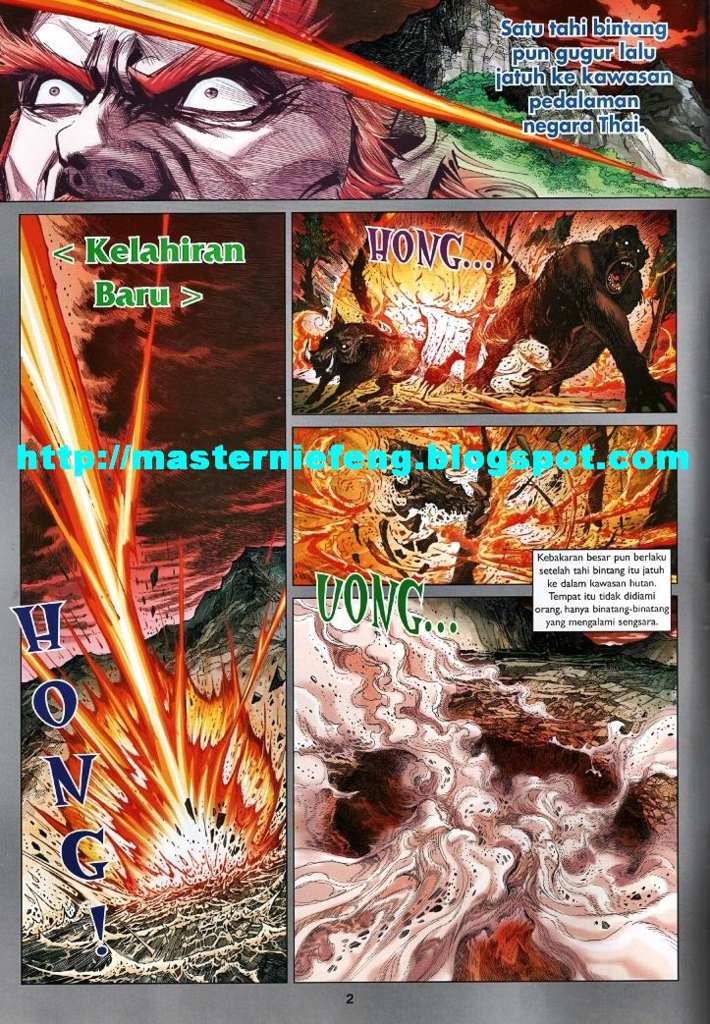 Satu tahi bintang
pun gugur lalu
jatuh ke kawasan
pedalaman
negara Thai.
< Kelahiran
Baru >
HONG...
http://masterniefeng.blogspot.com
Kebakaran besar pun berlaku
setelah tahi bintang itu jatuh
ke dalam kawasan hutan.
Tempat itu tidak didiami
orang, hanya binatang-binatang
yang mengalami sengsara.
UONG...
HONG!
2